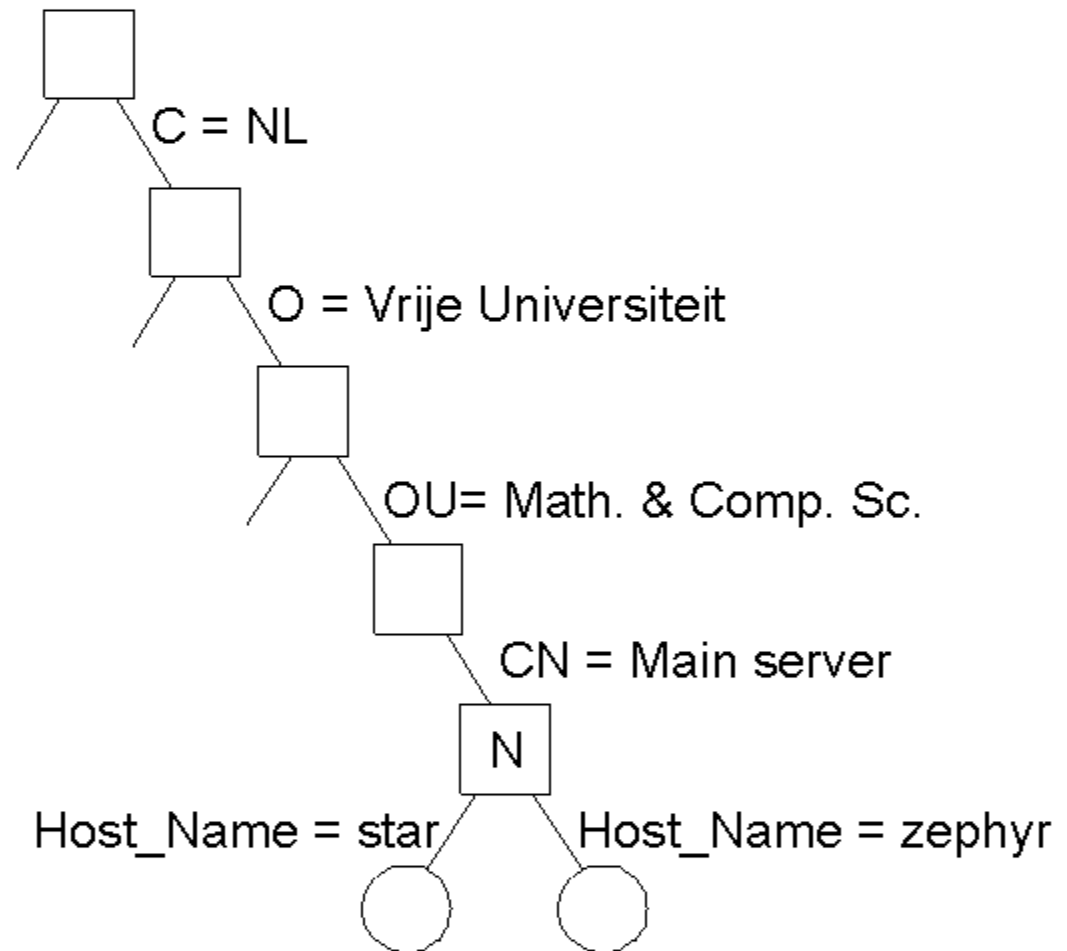 C = NL
O = Vrije Universiteit
OU= Math. & Comp. Sc.
CN = Main server
N
Host_Name = star
Host_Name = zephyr